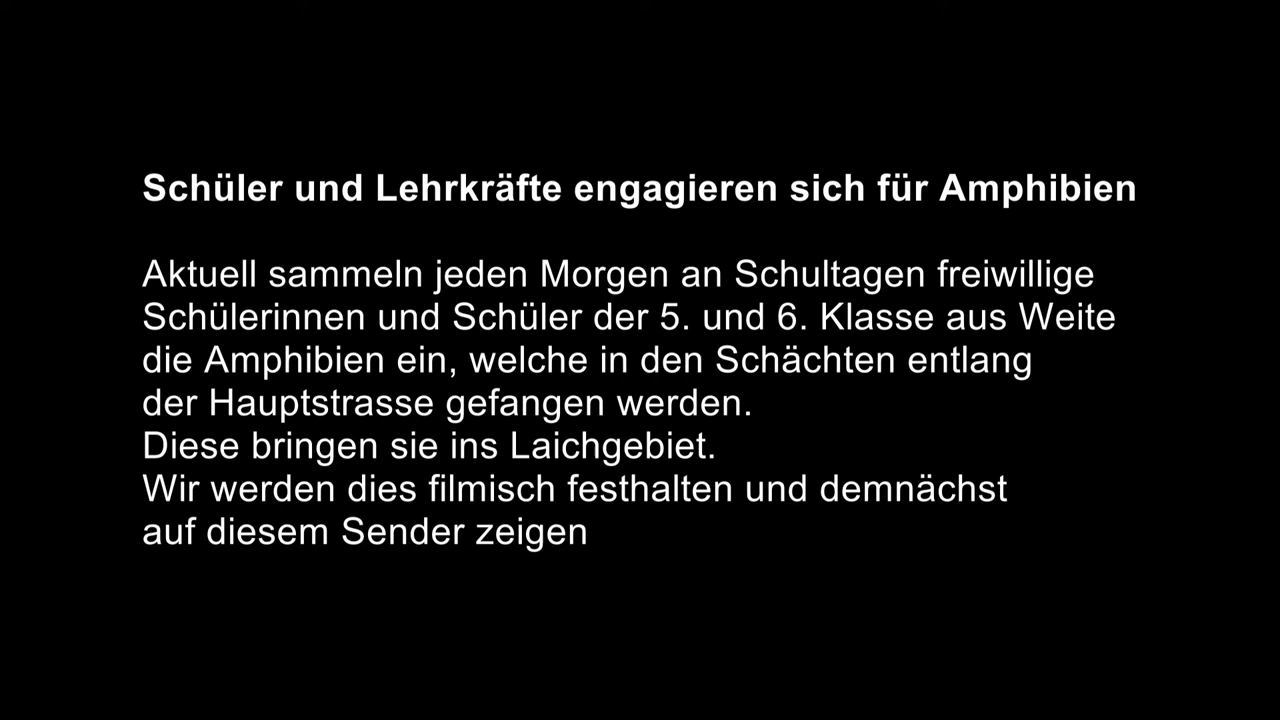 Schüler und Lehrkräfte engagieren sich für Amphibien
Aktuell sammeln jeden Morgen an Schultagen freiwillige
Schülerinnen und Schüler der 5. und 6. Klasse aus Weite
die Amphibien ein, welche in den Schächten entlang
der Hauptstrasse gefangen werden.
Diese bringen sie ins Laichgebiet.
Wir werden dies filmisch festhalten und demnächst
auf diesem Sender zeigen